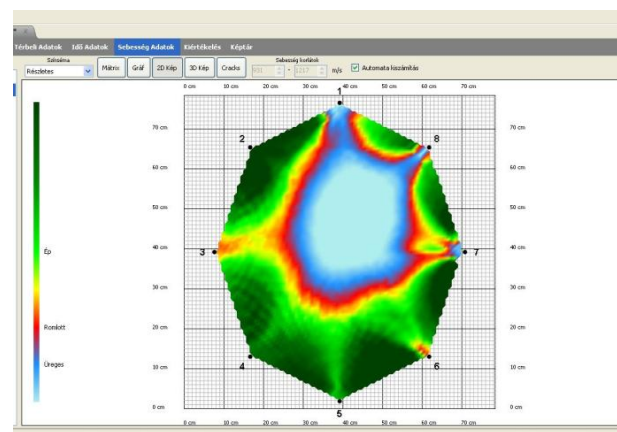 Térbeli Adatok Idő Adatok Sebesség Adatok Kiértékelés Képtár
Színséma Sebesség korlátok
Részletes Mátrix Gráf 2D Kép 3D Kép Cracks 931 - 1217 m/s Automata kiszámítás
0 cm 10 cm 20 cm 30 cm 40 cm 50 cm 60 cm 70 cm
1
70 cm 70 cm
2 8
60 cm 60 cm
50 cm 50 cm
Ép 40 cm 3 7 40 cm
30 cm 30 cm
Romlott 20 cm 20 cm
Üreges 10 cm 4 6 10 cm
5
0 cm 0 cm
0 cm 10 cm 20 cm 30 cm 40 cm 50 cm 60 cm 70 cm